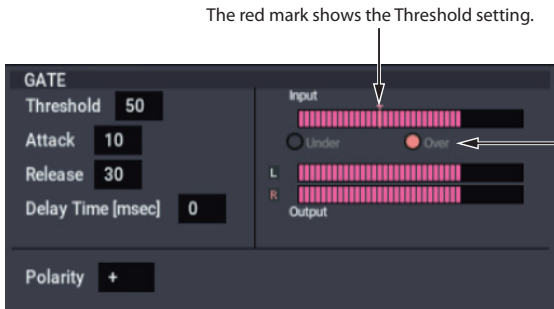 The red mark shows the Threshold setting.
GATE
Threshold 50
Attack 10
Release 30
Delay Time [msec] 0
Polarity +
Input
Under Over
L
R
Output